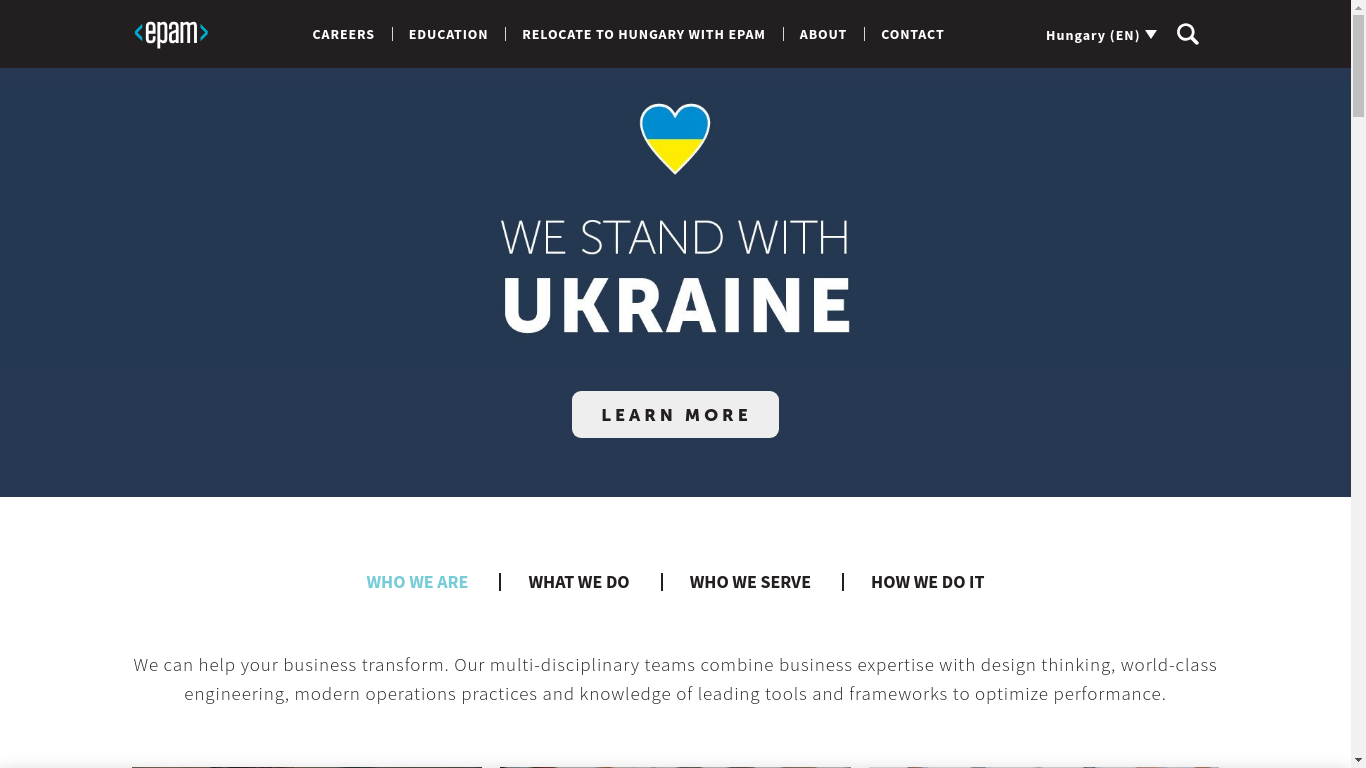 <epam>
CAREERS
EDUCATION
RELOCATE TO HUNGARY WITH EPAM
ABOUT
CONTACT
Hungary (EN)
WE STAND WITH
UKRAINE
LEARN MORE
WHO WE ARE
WHAT WE DO
WHO WE SERVE
HOW WE DO IT
We can help your business transform. Our multi-disciplinary teams combine business expertise with design thinking, world-class
engineering, modern operations practices and knowledge of leading tools and frameworks to optimize performance.